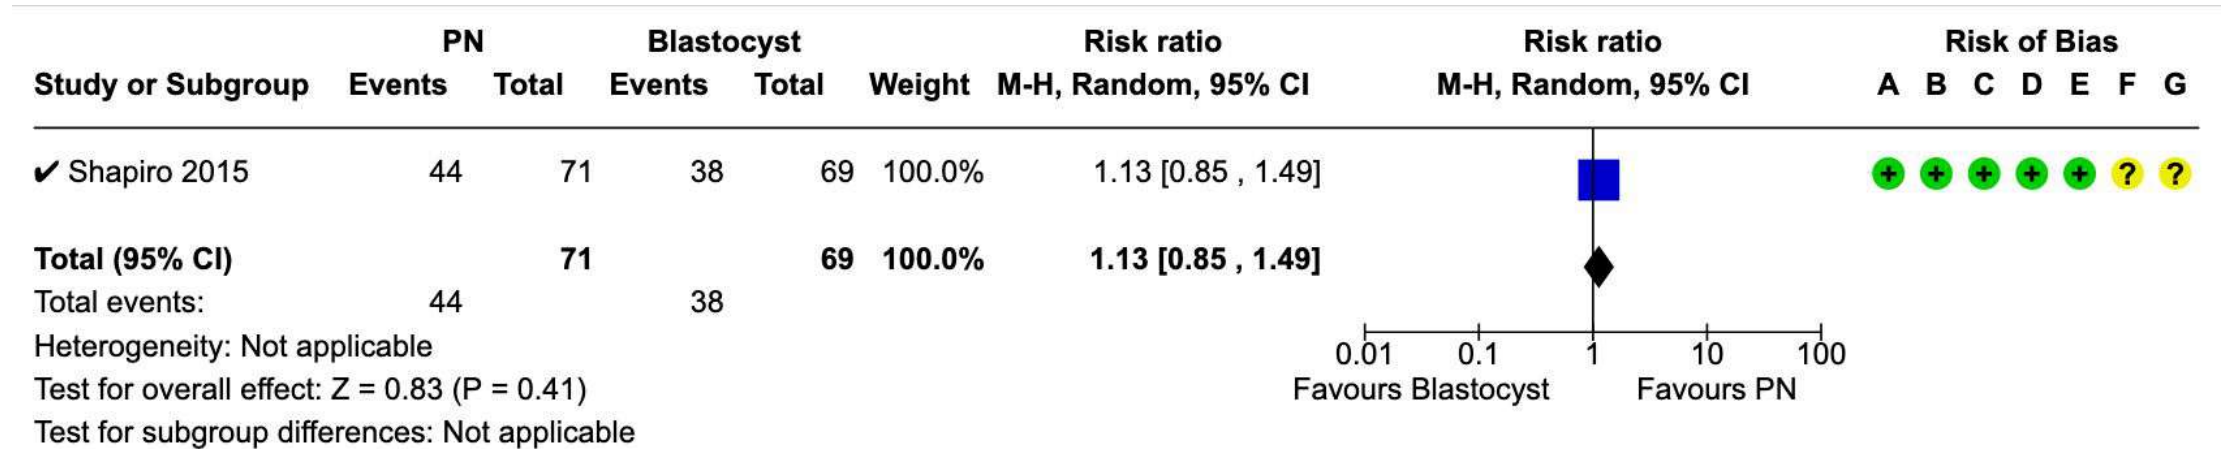 PN Blastocyst Risk ratio Risk ratio Risk of Bias
Study or Subgroup Events Total Events Total Weight M-H, Random, 95% CI M-H, Random, 95% CI A B C D E F G
✔ Shapiro 2015 44 71 38 69 100.0% 1.13 [0.85 , 1.49] + + + + + ? ?
Total (95% CI) 71 69 100.0% 1.13 [0.85 , 1.49]
Total events: 44 38
Heterogeneity: Not applicable 0.01 0.1 1 10 100
Test for overall effect: Z = 0.83 (P = 0.41) Favours Blastocyst Favours PN
Test for subgroup differences: Not applicable